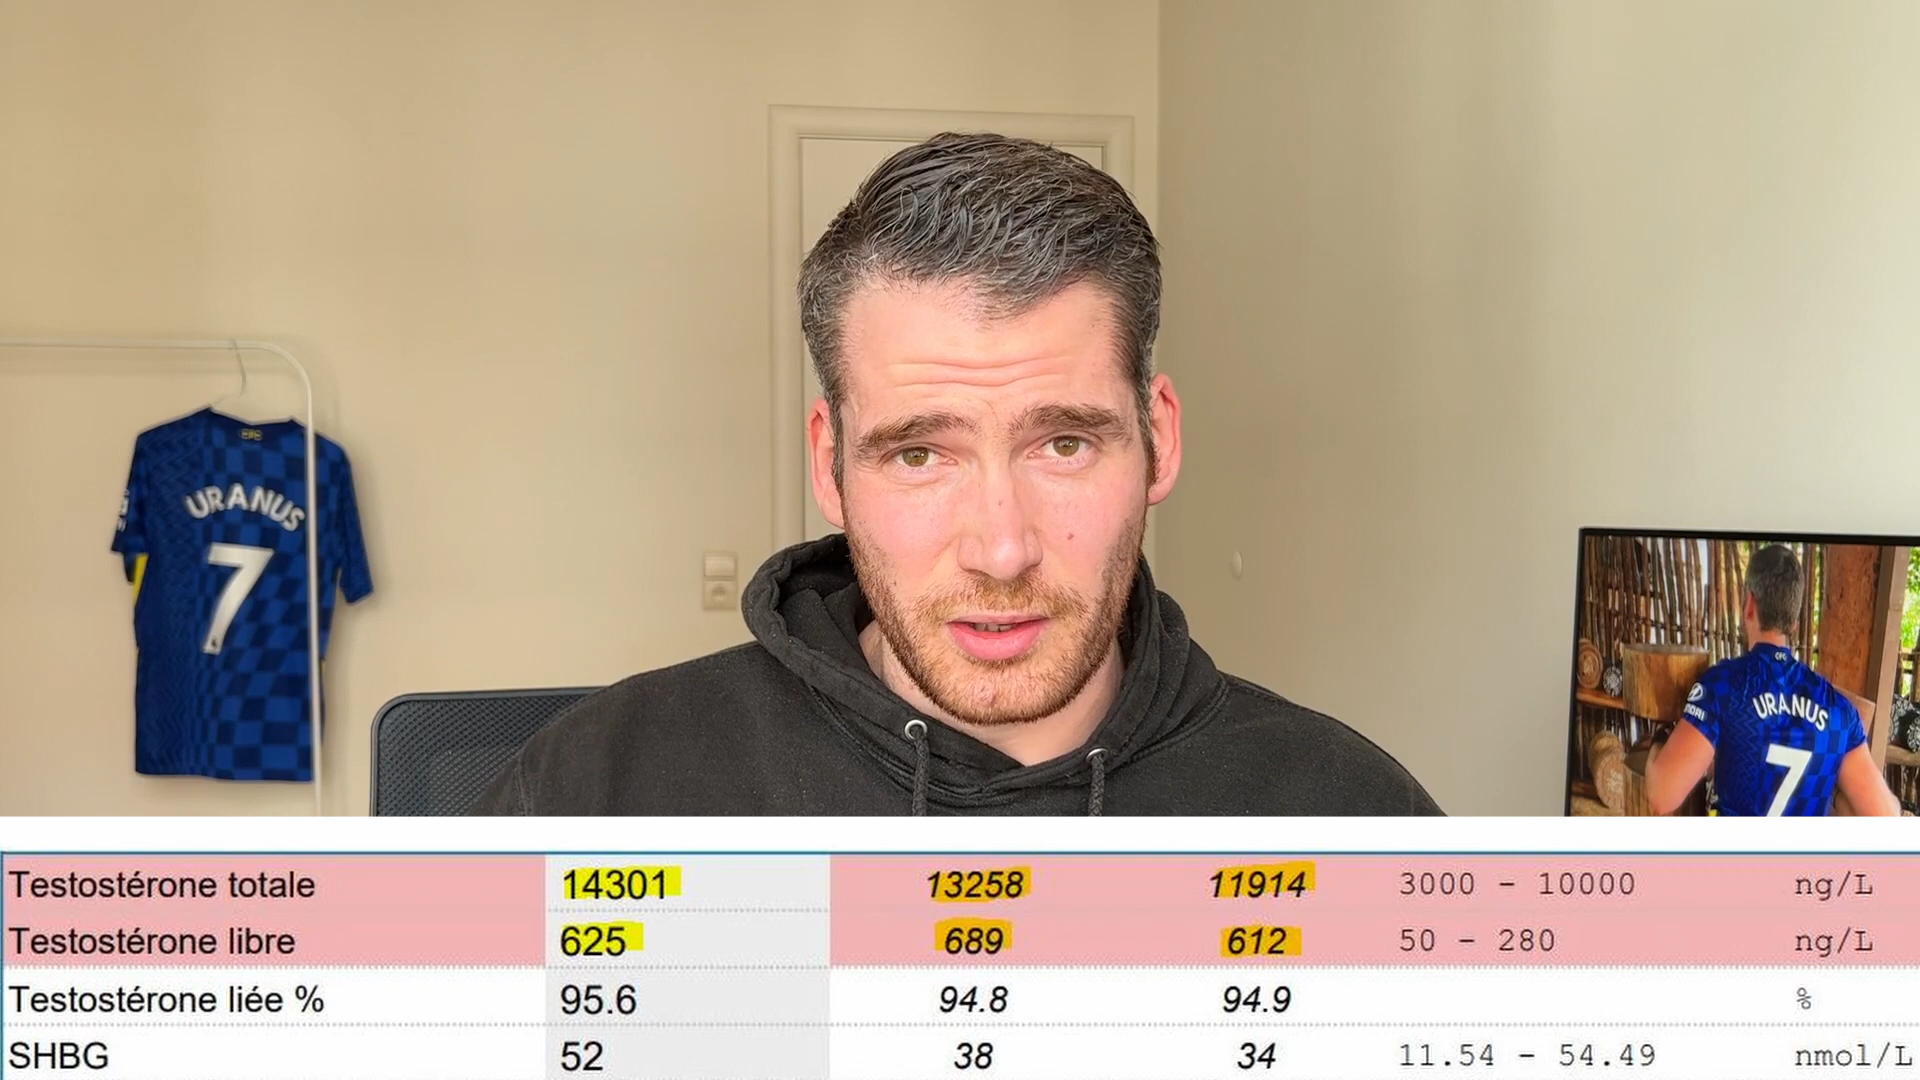 URANUS
7
URANUS
7
Testostérone totale 14301 13258 11914 3000 - 10000 ng/L
Testostérone libre 625 689 612 50 - 280 ng/L
Testostérone liée % 95.6 94.8 94.9 %
SHBG 52 38 34 11.54 - 54.49 nmol/L